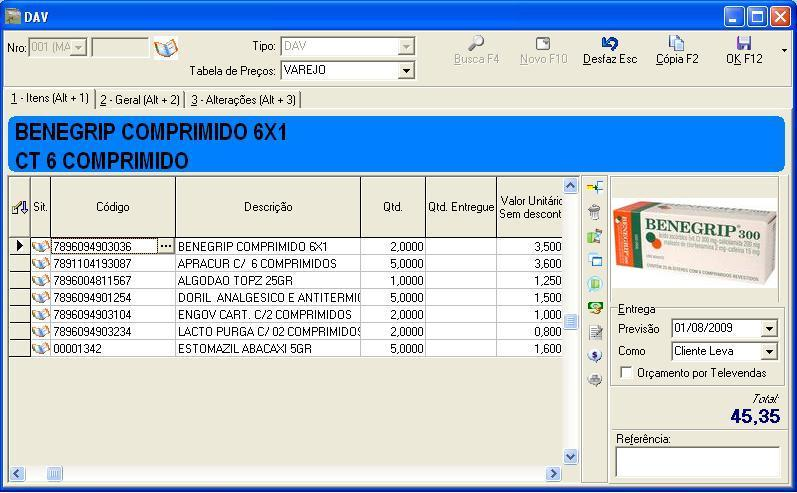 DAV
Nro: 001 (MA
Tipo: DAV
Tabela de Preços: VAREJO
Busca F4 Novo F10 Desfaz Esc Cópia F2 OK F12
1 - Itens (Alt + 1) 2 - Geral (Alt + 2) 3 - Alterações (Alt + 3)
BENEGRIP COMPRIMIDO 6X1
CT 6 COMPRIMIDO
Sit. Código Descrição Qtd. Qtd. Entregue Valor Unitári
Sem descont
7896094903036 ... BENEGRIP COMPRIMIDO 6X1 2,0000 3,500
7891104193087 APRACUR C/ 6 COMPRIMIDOS 5,0000 3,600
7896004811567 ALGODAO TOPZ 25GR 1,0000 1,250
7896094901254 DORIL ANALGESICO E ANTITERMIC 5,0000 1,500
7896094903104 ENGOV CART. C/2 COMPRIMIDOS 2,0000 1,000
7896094903234 LACTO PURGA C/ 02 COMPRIMIDOS 2,0000 0,800
00001342 ESTOMAZIL ABACAXI 5GR 5,0000 1,600
BENEGRIP 300
BENEGRIP
Entrega
Previsão 01/08/2009
Como Cliente Leva
Orçamento por Televendas
Total:
45,35
Referência: